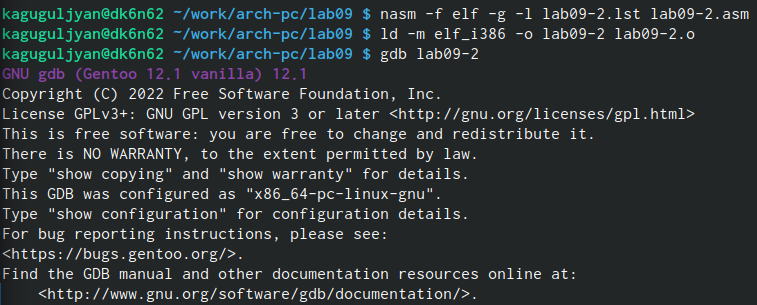 kaguguljyan@dk6n62 ~/work/arch-pc/lab09 $ nasm -f elf -g -l lab09-2.lst lab09-2.asm
kaguguljyan@dk6n62 ~/work/arch-pc/lab09 $ ld -m elf_i386 -o lab09-2 lab09-2.o
kaguguljyan@dk6n62 ~/work/arch-pc/lab09 $ gdb lab09-2
GNU gdb (Gentoo 12.1 vanilla) 12.1
Copyright (C) 2022 Free Software Foundation, Inc.
License GPLv3+: GNU GPL version 3 or later <http://gnu.org/licenses/gpl.html>
This is free software: you are free to change and redistribute it.
There is NO WARRANTY, to the extent permitted by law.
Type "show copying" and "show warranty" for details.
This GDB was configured as "x86_64-pc-linux-gnu".
Type "show configuration" for configuration details.
For bug reporting instructions, please see:
<https://bugs.gentoo.org/>.
Find the GDB manual and other documentation resources online at:
    <http://www.gnu.org/software/gdb/documentation/>.